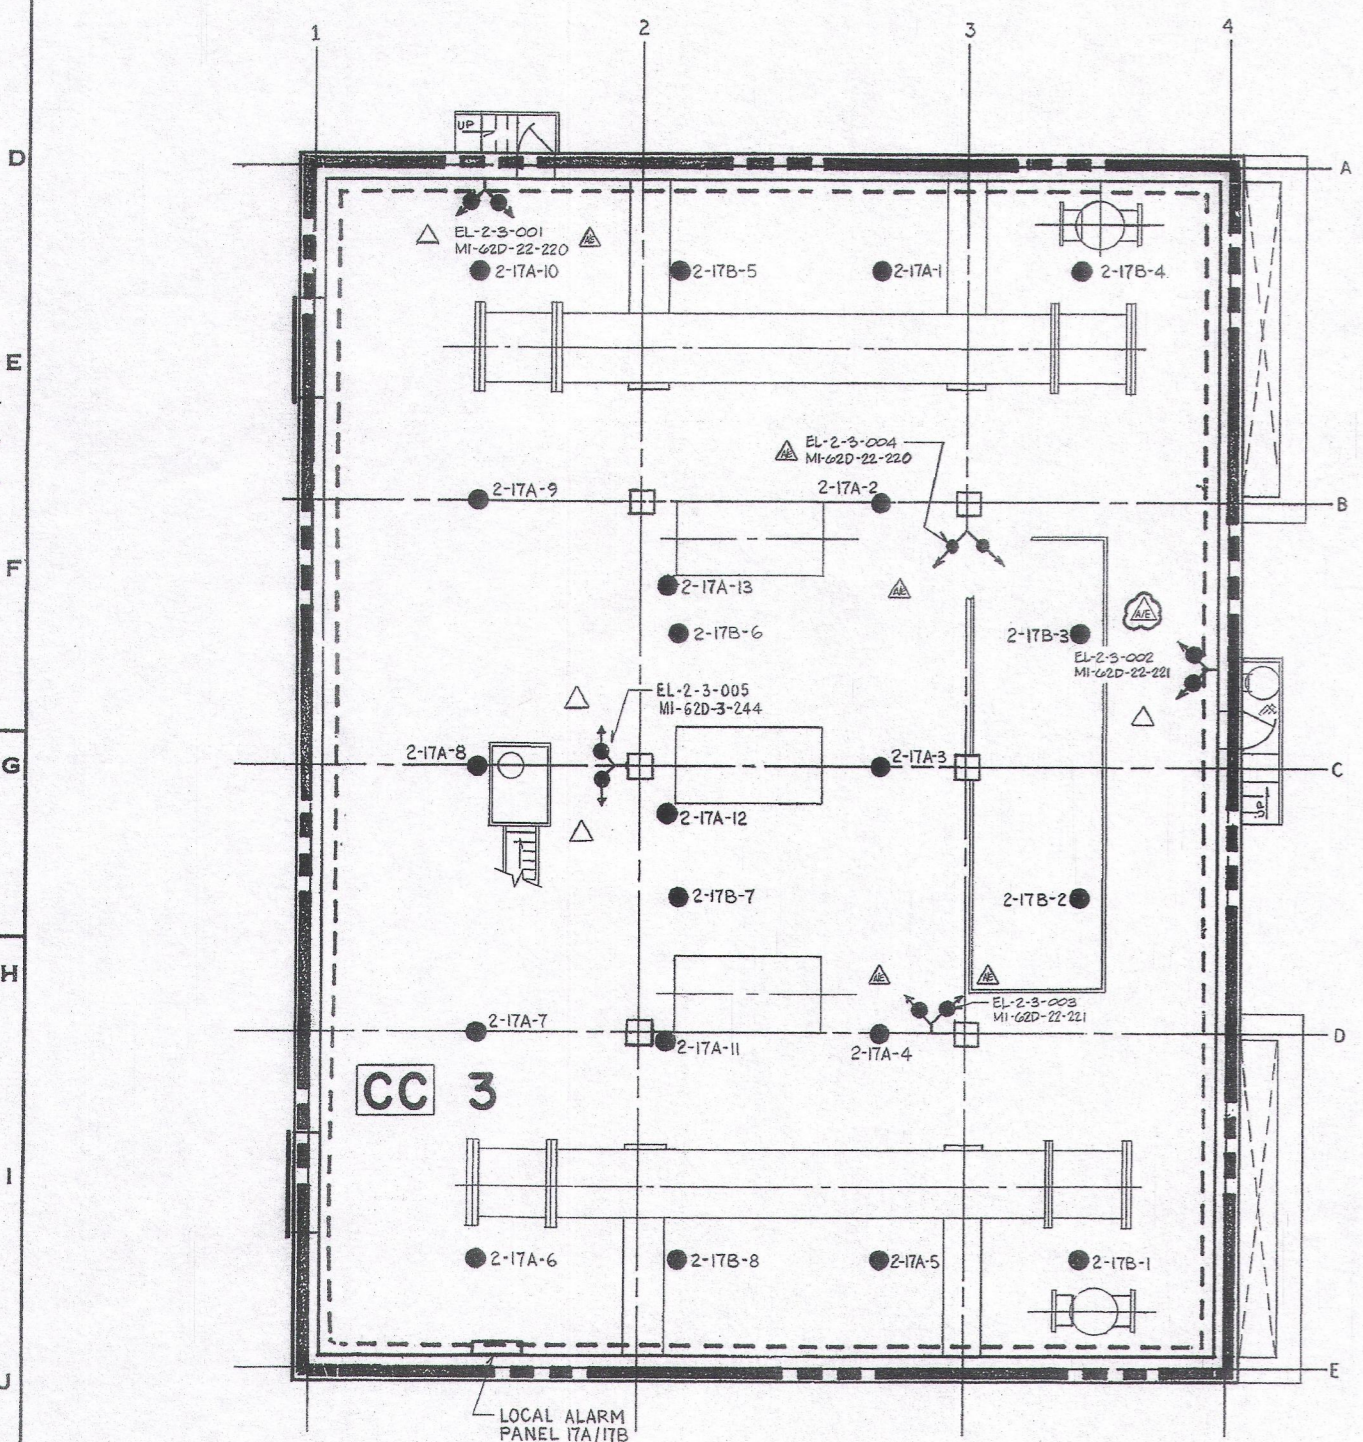 1 2 3 4
UP
D
A
EL-2-3-001
MI-62D-22-220
A/E
2-17A-10
2-17B-5
2-17A-1
2-17B-4
E
EL-2-3-004
MI-62D-22-220
A/E
2-17A-9
2-17A-2
B
F
2-17A-13
A/E
A/E
2-17B-6
2-17B-3
EL-2-3-002
MI-62D-22-221
EL-2-3-005
MI-62D-3-244
G
2-17A-8
2-17A-3
C
UP
2-17A-12
2-17B-7
2-17B-2
H
A/E
A/E
EL-2-3-003
MI-62D-22-221
2-17A-7
2-17A-11
2-17A-4
D
CC 3
I
2-17A-6
2-17B-8
2-17A-5
2-17B-1
J
E
LOCAL ALARM
PANEL 17A/17B